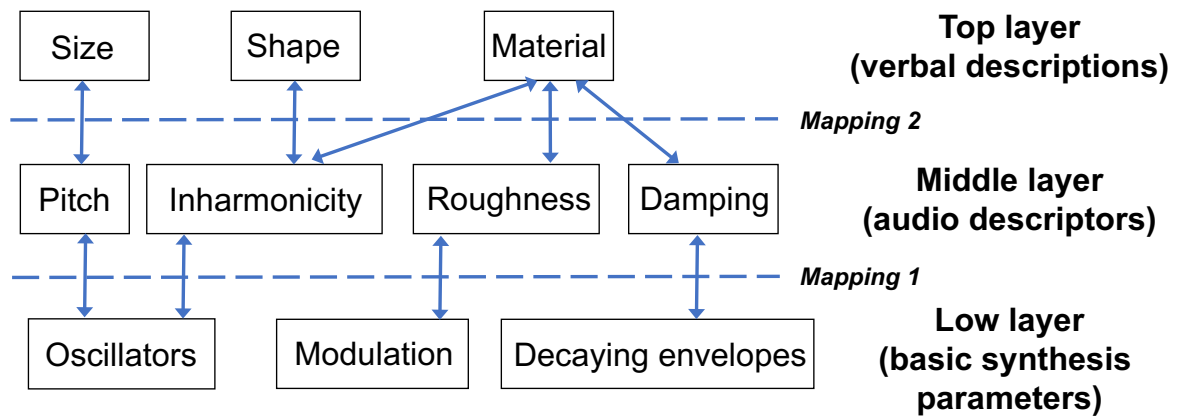 Size
Shape
Material
Top layer
(verbal descriptions)
Mapping 2
Pitch
Inharmonicity
Roughness
Damping
Middle layer
(audio descriptors)
Mapping 1
Oscillators
Modulation
Decaying envelopes
Low layer
(basic synthesis
parameters)